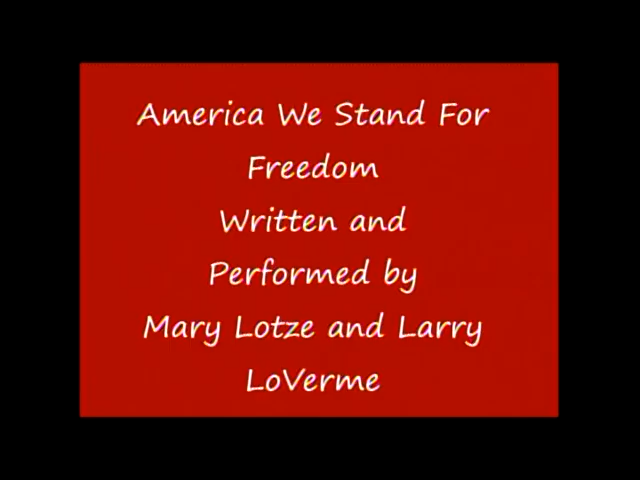 America We Stand For
Freedom
Written and
Performed by
Mary Lotze and Larry
LoVerme